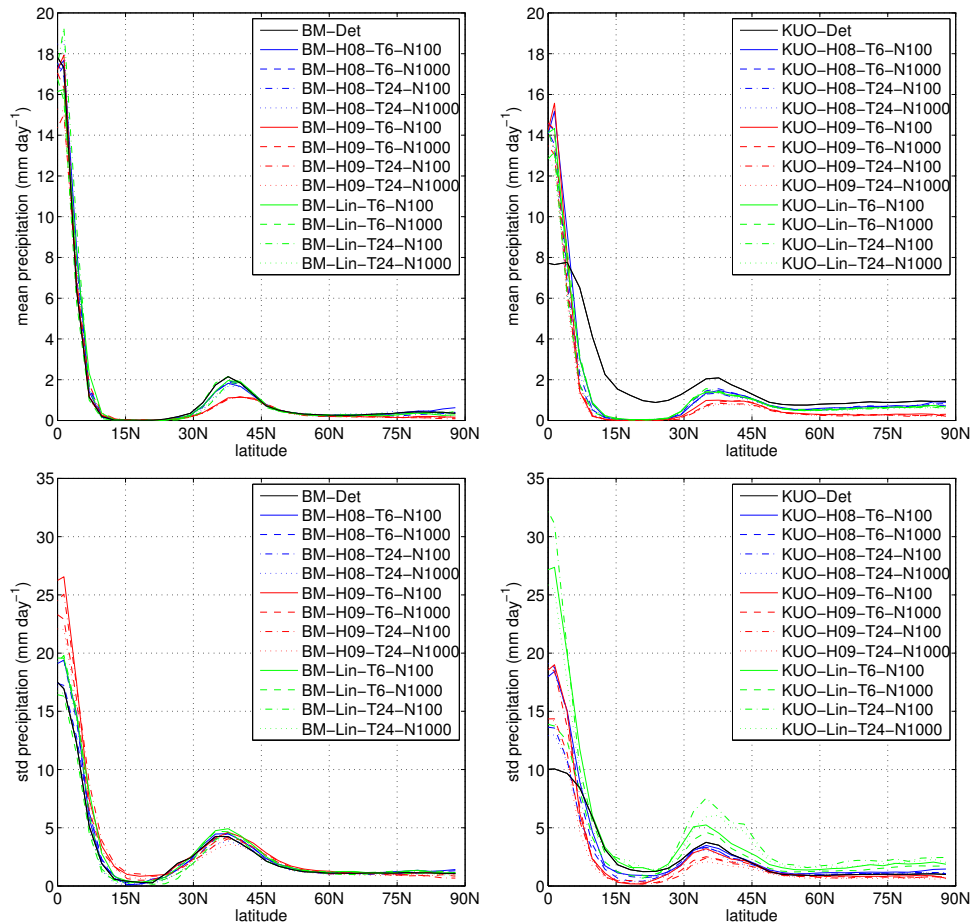 20
18
16
14
12
10
8
6
4
2
0
mean precipitation (mm day−1)
0
15N
30N
45N
60N
75N
90N
latitude
BM−Det
BM−H08−T6−N100
BM−H08−T6−N1000
BM−H08−T24−N100
BM−H08−T24−N1000
BM−H09−T6−N100
BM−H09−T6−N1000
BM−H09−T24−N100
BM−H09−T24−N1000
BM−Lin−T6−N100
BM−Lin−T6−N1000
BM−Lin−T24−N100
BM−Lin−T24−N1000
20
18
16
14
12
10
8
6
4
2
0
mean precipitation (mm day−1)
0
15N
30N
45N
60N
75N
90N
latitude
KUO−Det
KUO−H08−T6−N100
KUO−H08−T6−N1000
KUO−H08−T24−N100
KUO−H08−T24−N1000
KUO−H09−T6−N100
KUO−H09−T6−N1000
KUO−H09−T24−N100
KUO−H09−T24−N1000
KUO−Lin−T6−N100
KUO−Lin−T6−N1000
KUO−Lin−T24−N100
KUO−Lin−T24−N1000
35
30
25
20
15
10
5
0
std precipitation (mm day−1)
0
15N
30N
45N
60N
75N
90N
latitude
BM−Det
BM−H08−T6−N100
BM−H08−T6−N1000
BM−H08−T24−N100
BM−H08−T24−N1000
BM−H09−T6−N100
BM−H09−T6−N1000
BM−H09−T24−N100
BM−H09−T24−N1000
BM−Lin−T6−N100
BM−Lin−T6−N1000
BM−Lin−T24−N100
BM−Lin−T24−N1000
35
30
25
20
15
10
5
0
std precipitation (mm day−1)
0
15N
30N
45N
60N
75N
90N
latitude
KUO−Det
KUO−H08−T6−N100
KUO−H08−T6−N1000
KUO−H08−T24−N100
KUO−H08−T24−N1000
KUO−H09−T6−N100
KUO−H09−T6−N1000
KUO−H09−T24−N100
KUO−H09−T24−N1000
KUO−Lin−T6−N100
KUO−Lin−T6−N1000
KUO−Lin−T24−N100
KUO−Lin−T24−N1000